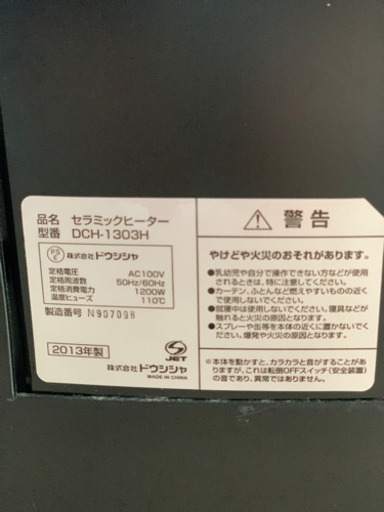 品名 セラミックヒーター
型番 DCH-1303H
PS
E
株式会社ドウシシャ
定格電圧 AC100V
定格周波数 50Hz/60Hz
定格消費電力 1200W
温度ヒューズ 110℃
製造番号 N907098
2013年製
S
JET
株式会社ドウシシャ
MADE IN CHINA
警告
やけどや火災のおそれがあります。
●乳幼児や自分で操作できない方などが使用
されるときは、特に注意してください。
●カーテン、ふとんなど燃えやすいものの近く
で使用しないでください。
●就寝中は使用しないでください。寝具などが
触れると火災の原因となります。
●スプレーや缶等を本体の近くに置かないで
ください。爆発や火災の原因となります。
※本体を動かすと、カラカラと音がすることがあ
りますが、これは転倒OFFスイッチ(安全装置)
の音であり、異常ではありません。